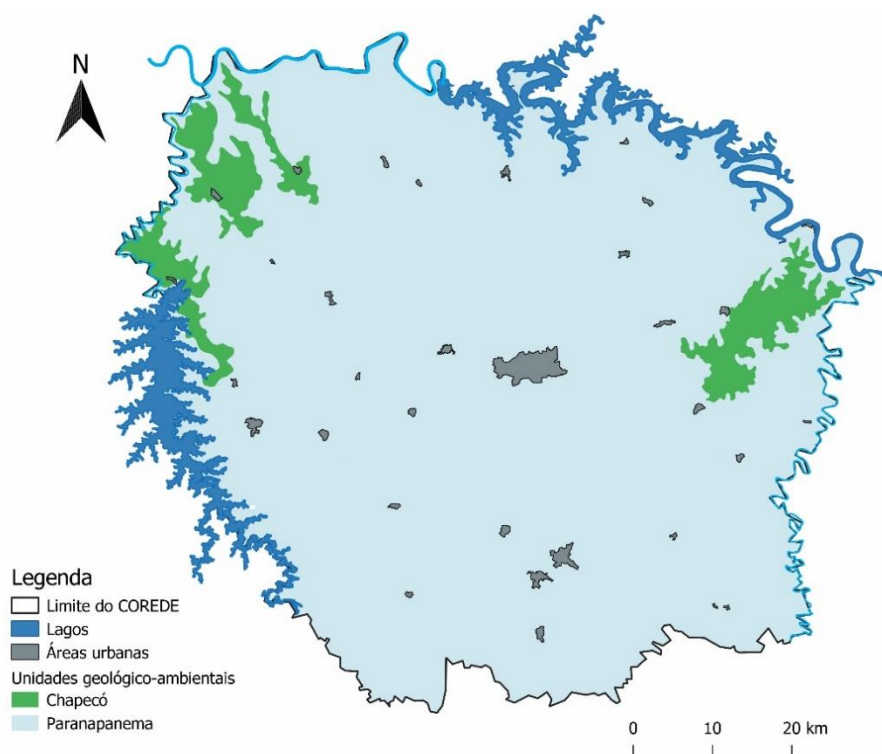 N
Legenda
Limite do COREDE
Lagos
Áreas urbanas
Unidades geológico-ambientais
Chapecó
Paranapanema
0 10 20 km